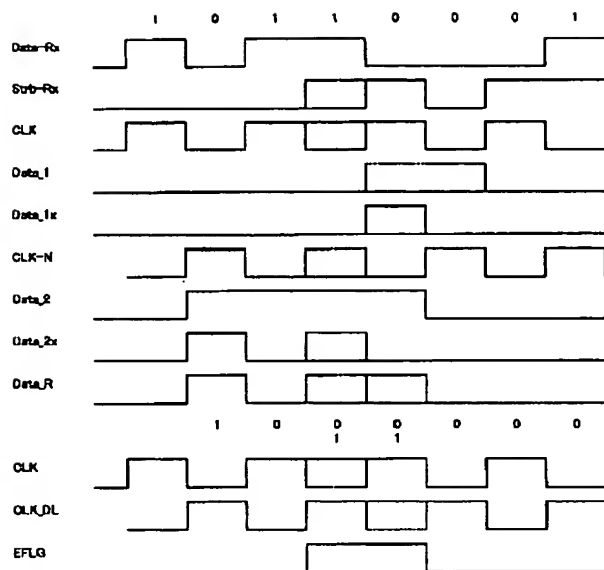 1 0 1 1 0 0 0 1
Data-Rx
Strb-Rx
CLK
Data_1
Data_1x
CLK-N
Data_2
Data_2x
Data_R
1 0 0 0 0 0 0
1 1
CLK
CLK_DL
EFLG